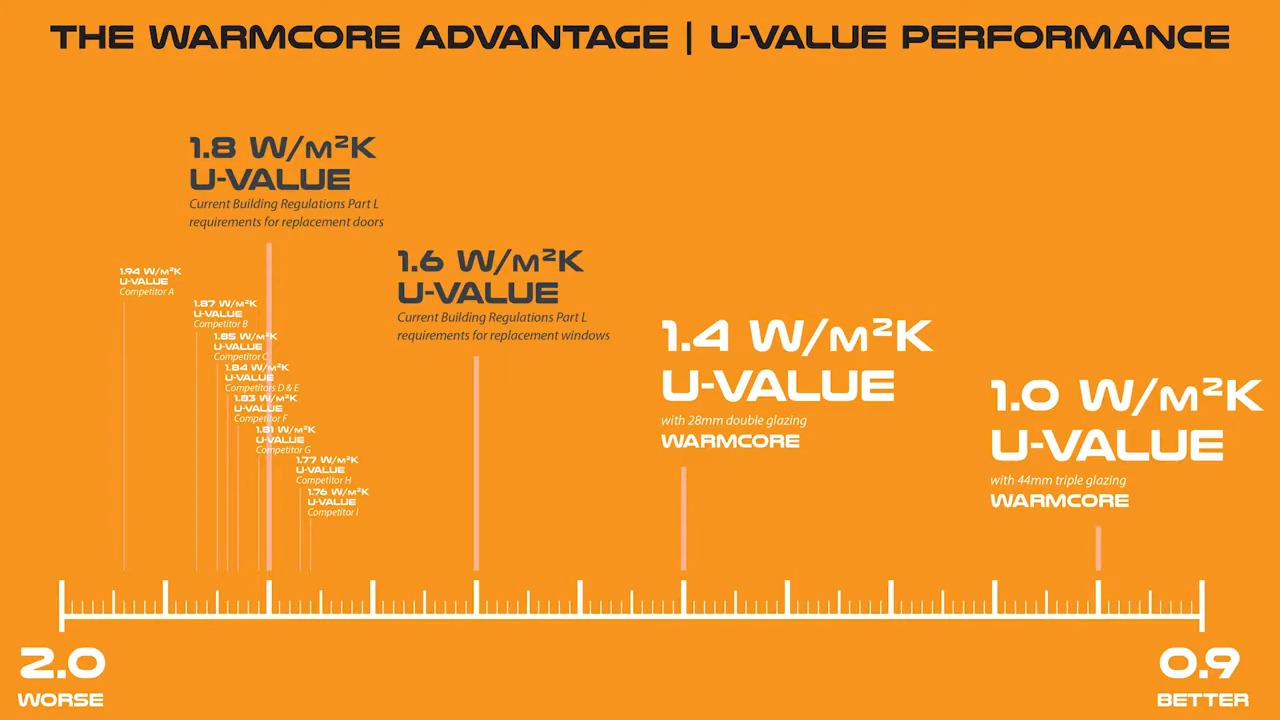 THE WARMCORE ADVANTAGE | U-VALUE PERFORMANCE
1.8 W/M²K
U-VALUE
Current Building Regulations Part L
requirements for replacement doors
1.94 W/M²K
U-VALUE
Competitor A
1.87 W/M²K
U-VALUE
Competitor B
1.85 W/M²K
U-VALUE
Competitor C
1.84 W/M²K
U-VALUE
Competitors D & E
1.83 W/M²K
U-VALUE
Competitor F
1.81 W/M²K
U-VALUE
Competitor G
1.77 W/M²K
U-VALUE
Competitor H
1.76 W/M²K
U-VALUE
Competitor I
1.6 W/M²K
U-VALUE
Current Building Regulations Part L
requirements for replacement windows
1.4 W/M²K
U-VALUE
with 28mm double glazing
WARMCORE
1.0 W/M²K
U-VALUE
with 44mm triple glazing
WARMCORE
2.0
WORSE
0.9
BETTER